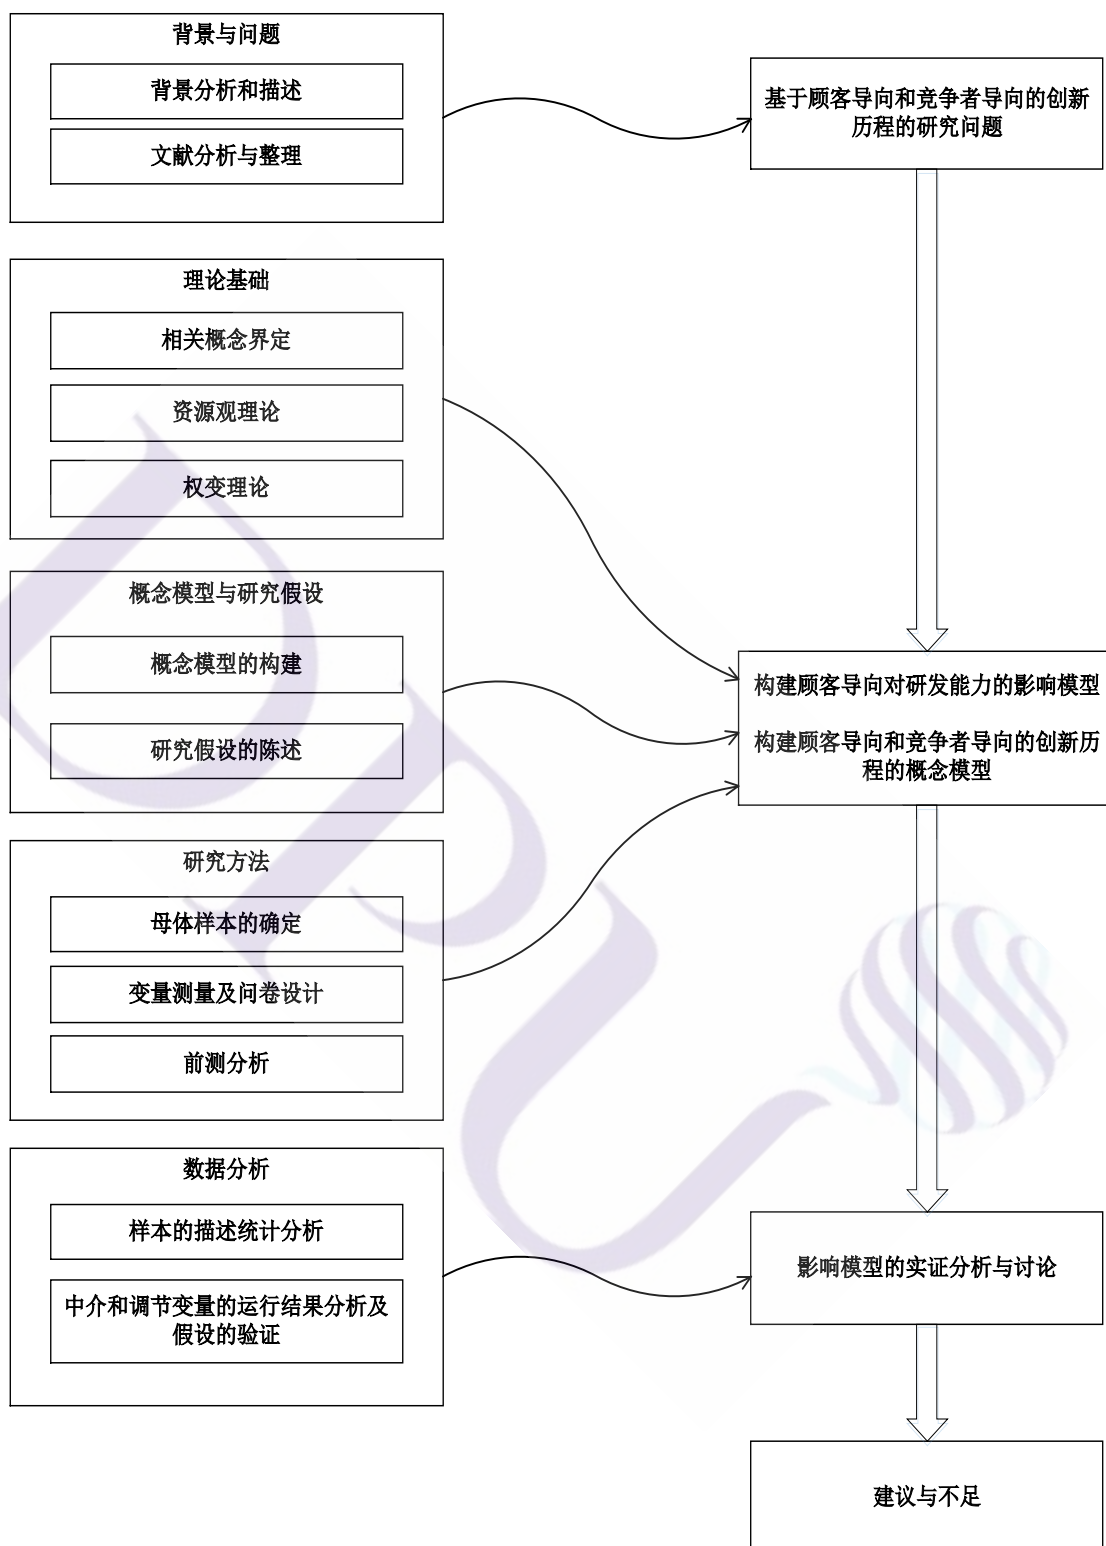 背景与问题
背景分析和描述
文献分析与整理
基于顾客导向和竞争者导向的创新
历程的研究问题
理论基础
相关概念界定
资源观理论
权变理论
概念模型与研究假设
概念模型的构建
研究假设的陈述
构建顾客导向对研发能力的影响模型
构建顾客导向和竞争者导向的创新历
程的概念模型
研究方法
母体样本的确定
变量测量及问卷设计
前测分析
数据分析
样本的描述统计分析
中介和调节变量的运行结果分析及
假设的验证
影响模型的实证分析与讨论
建议与不足
DPU